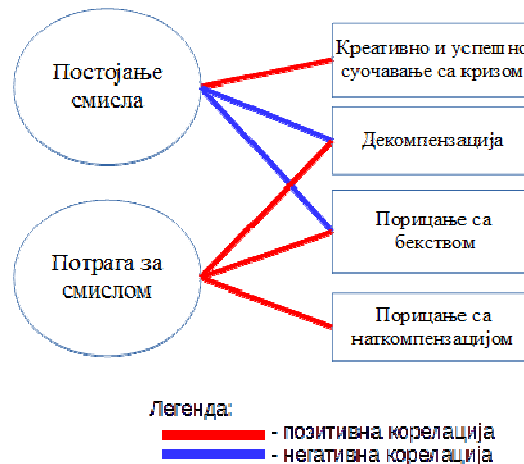 Постојање
смисла
Креативно и успешно
суочавање са кризом
Декомпензација
Потрага за
смислом
Порицање са
бекством
Порицање са
наткомпензацијом
Легенда:
- позитивна корелација
- негативна корелација